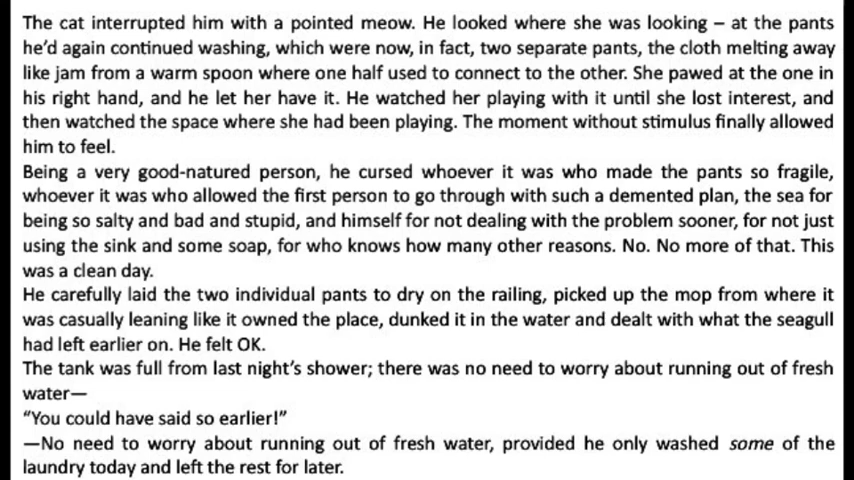 The cat interrupted him with a pointed meow. He looked where she was looking – at the pants
he’d again continued washing, which were now, in fact, two separate pants, the cloth melting away
like jam from a warm spoon where one half used to connect to the other. She pawed at the one in
his right hand, and he let her have it. He watched her playing with it until she lost interest, and
then watched the space where she had been playing. The moment without stimulus finally allowed
him to feel.
Being a very good-natured person, he cursed whoever it was who made the pants so fragile,
whoever it was who allowed the first person to go through with such a demented plan, the sea for
being so salty and bad and stupid, and himself for not dealing with the problem sooner, for not just
using the sink and some soap, for who knows how many other reasons. No. No more of that. This
was a clean day.
He carefully laid the two individual pants to dry on the railing, picked up the mop from where it
was casually leaning like it owned the place, dunked it in the water and dealt with what the seagull
had left earlier on. He felt OK.
The tank was full from last night’s shower; there was no need to worry about running out of fresh
water—
“You could have said so earlier!”
—No need to worry about running out of fresh water, provided he only washed some of the
laundry today and left the rest for later.